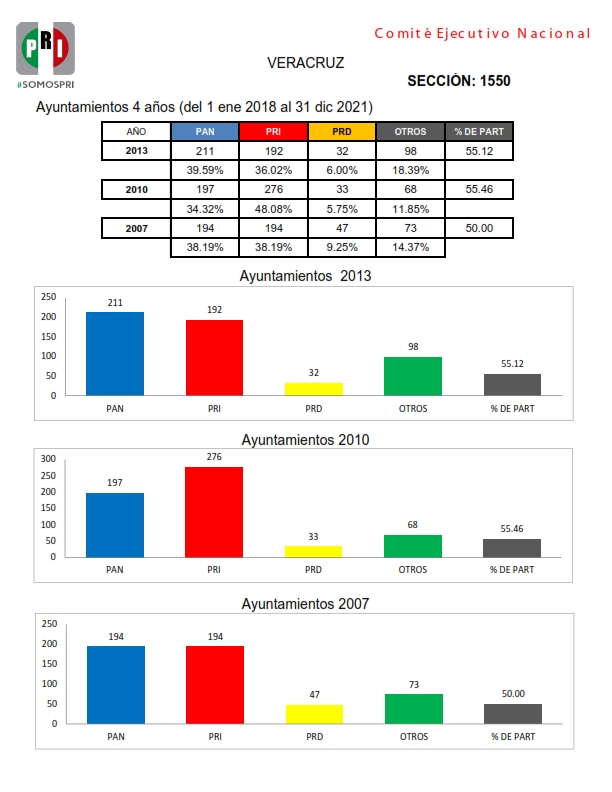 Comité Ejecutivo Nacional
PRI
#SOMOSPRI
VERACRUZ
SECCIÓN: 1550
Ayuntamientos 4 años (del 1 ene 2018 al 31 dic 2021)
AÑO PAN PRI PRD OTROS % DE PART
2013 211 192 32 98 55.12
39.59% 36.02% 6.00% 18.39%
2010 197 276 33 68 55.46
34.32% 48.08% 5.75% 11.85%
2007 194 194 47 73 50.00
38.19% 38.19% 9.25% 14.37%
Ayuntamientos 2013
250
200
150
100
50
0
211 192 32 98 55.12
PAN PRI PRD OTROS % DE PART
Ayuntamientos 2010
300
250
200
150
100
50
0
197 276 33 68 55.46
PAN PRI PRD OTROS % DE PART
Ayuntamientos 2007
250
200
150
100
50
0
194 194 47 73 50.00
PAN PRI PRD OTROS % DE PART